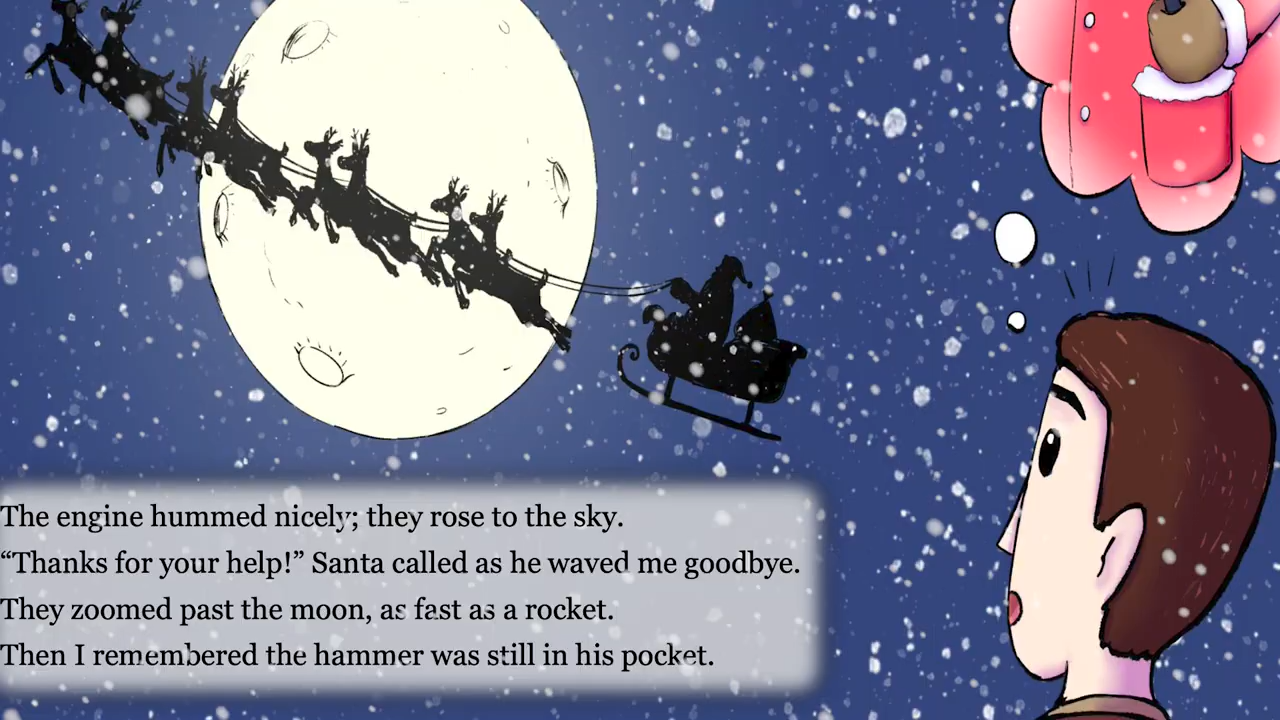 The engine hummed nicely; they rose to the sky.
“Thanks for your help!” Santa called as he waved me goodbye.
They zoomed past the moon, as fast as a rocket.
Then I remembered the hammer was still in his pocket.